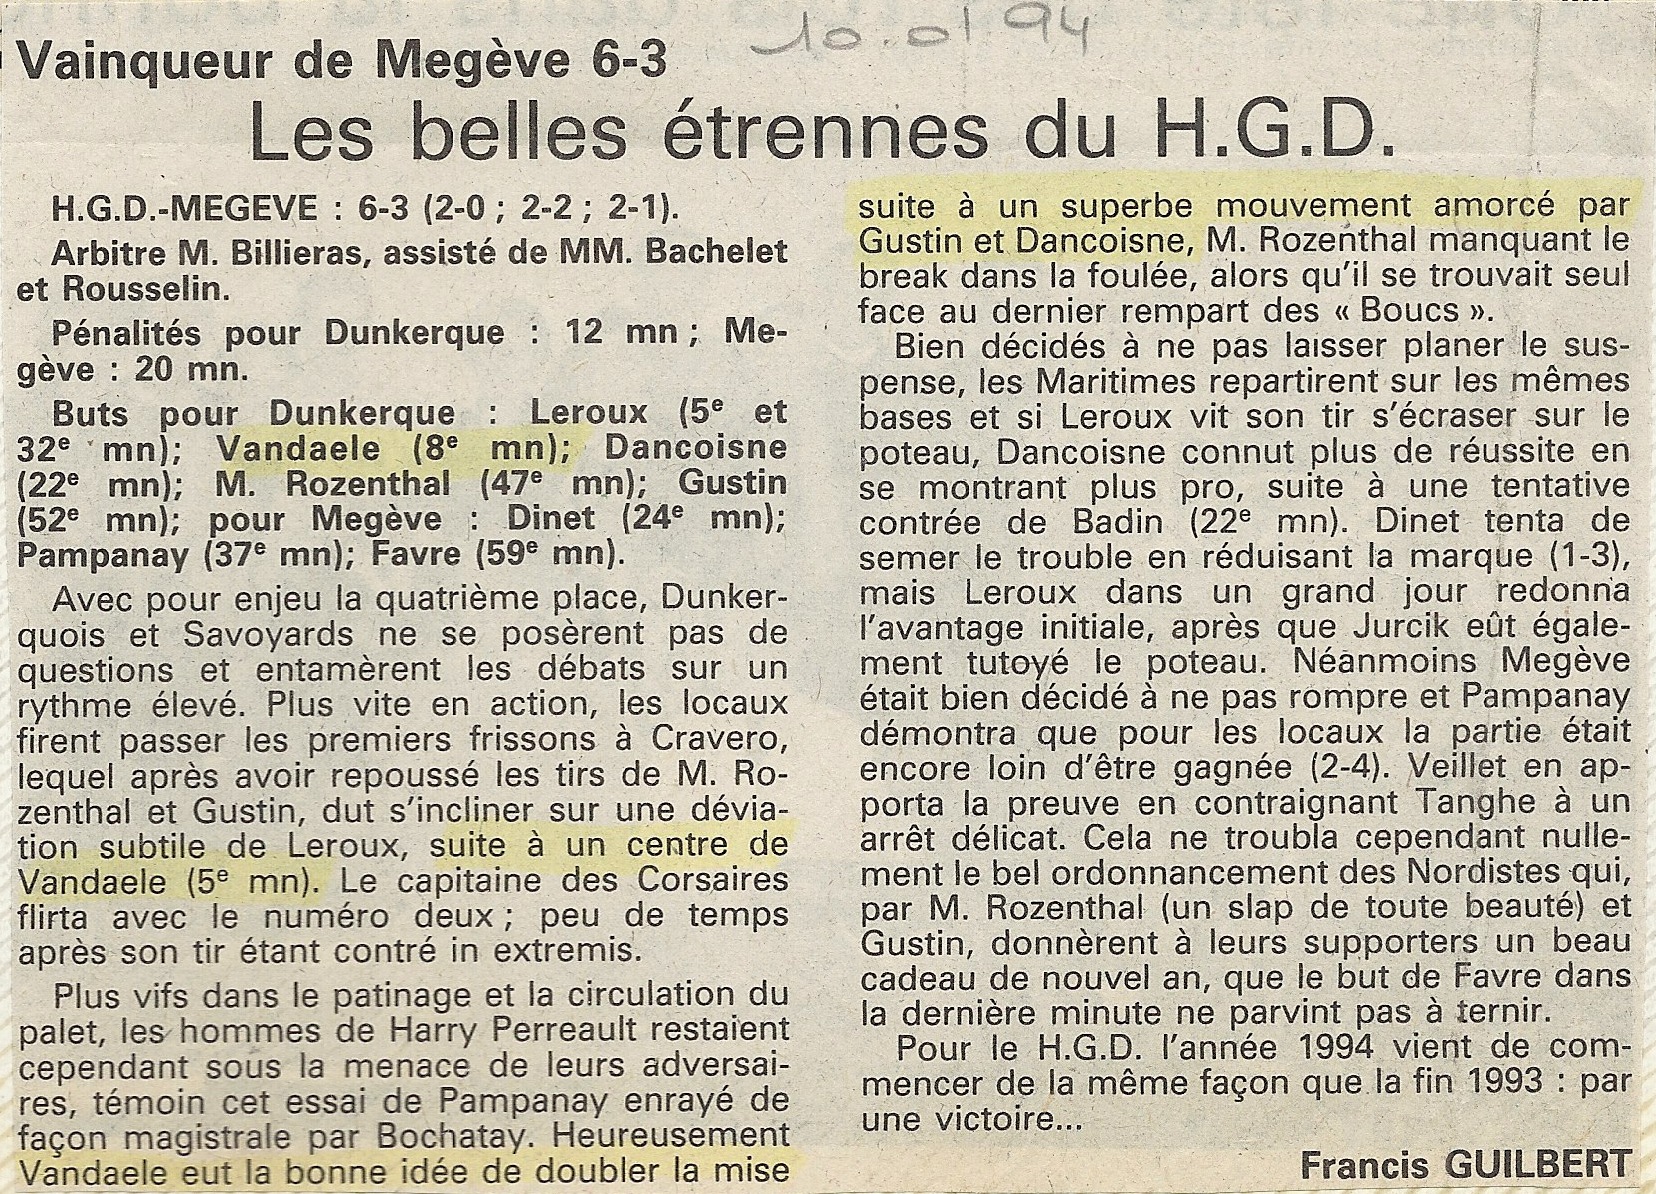 10.01.94
Vainqueur de Megève 6-3
Les belles étrennes du H.G.D.
H.G.D.-MEGEVE : 6-3 (2-0 ; 2-2 ; 2-1).
Arbitre M. Billieras, assisté de MM. Bachelet
et Rousselin.
Pénalités pour Dunkerque : 12 mn ; Me-
gève : 20 mn.
Buts pour Dunkerque : Leroux (5e et
32e mn); Vandaele (8e mn); Dancoisne
(22e mn); M. Rozenthal (47e mn); Gustin
(52e mn); pour Megève : Dinet (24e mn);
Pampanay (37e mn); Favre (59e mn).
Avec pour enjeu la quatrième place, Dunker-
quois et Savoyards ne se posèrent pas de
questions et entamèrent les débats sur un
rythme élevé. Plus vite en action, les locaux
firent passer les premiers frissons à Cravero,
lequel après avoir repoussé les tirs de M. Ro-
zenthal et Gustin, dut s'incliner sur une dévia-
tion subtile de Leroux, suite à un centre de
Vandaele (5e mn). Le capitaine des Corsaires
flirta avec le numéro deux ; peu de temps
après son tir étant contré in extremis.
Plus vifs dans le patinage et la circulation du
palet, les hommes de Harry Perreault restaient
cependant sous la menace de leurs adversai-
res, témoin cet essai de Pampanay enrayé de
façon magistrale par Bochatay. Heureusement
Vandaele eut la bonne idée de doubler la mise
suite à un superbe mouvement amorcé par
Gustin et Dancoisne, M. Rozenthal manquant le
break dans la foulée, alors qu'il se trouvait seul
face au dernier rempart des « Boucs ».
Bien décidés à ne pas laisser planer le sus-
pense, les Maritimes repartirent sur les mêmes
bases et si Leroux vit son tir s'écraser sur le
poteau, Dancoisne connut plus de réussite en
se montrant plus pro, suite à une tentative
contrée de Badin (22e mn). Dinet tenta de
semer le trouble en réduisant la marque (1-3),
mais Leroux dans un grand jour redonna
l'avantage initiale, après que Jurcik eût égale-
ment tutoyé le poteau. Néanmoins Megève
était bien décidé à ne pas rompre et Pampanay
démontra que pour les locaux la partie était
encore loin d'être gagnée (2-4). Veillet en ap-
porta la preuve en contraignant Tanghe à un
arrêt délicat. Cela ne troubla cependant nulle-
ment le bel ordonnancement des Nordistes qui,
par M. Rozenthal (un slap de toute beauté) et
Gustin, donnèrent à leurs supporters un beau
cadeau de nouvel an, que le but de Favre dans
la dernière minute ne parvint pas à ternir.
Pour le H.G.D. l'année 1994 vient de com-
mencer de la même façon que la fin 1993 : par
une victoire...
Francis GUILBERT